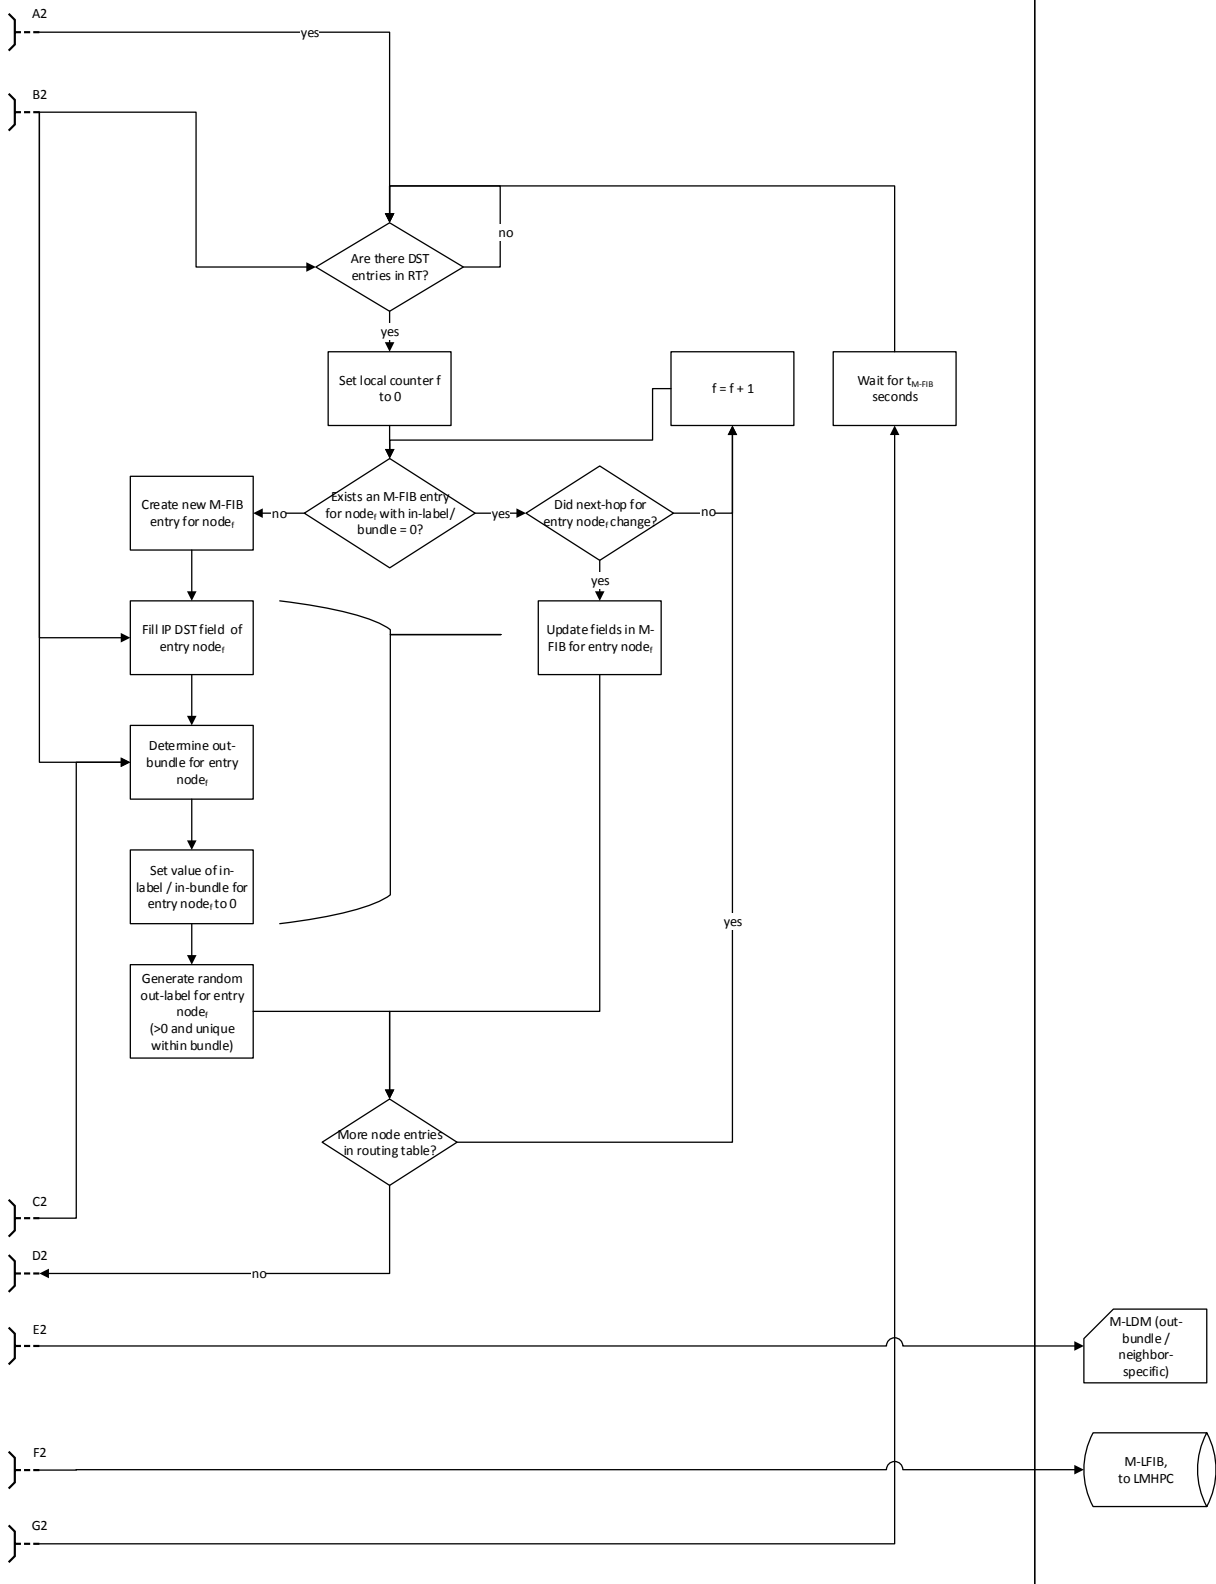 A2
yes
B2
no
Are there DST
entries in RT?
yes
Set local counter f
to 0
f = f + 1
Wait for tM-FIB
seconds
Create new M-FIB
entry for nodef
no
Exists an M-FIB entry
for nodef with in-label/
bundle = 0?
yes
Did next-hop for
entry nodef change?
no
yes
Fill IP DST field of
entry nodef
Update fields in M-
FIB for entry nodef
Determine out-
bundle for entry
nodef
Set value of in-
label / in-bundle for
entry nodef to 0
yes
Generate random
out-label for entry
nodef
(>0 and unique
within bundle)
More node entries
in routing table?
C2
D2
no
E2
M-LDM (out-
bundle /
neighbor-
specific)
F2
M-LFIB,
to LMHPC
G2